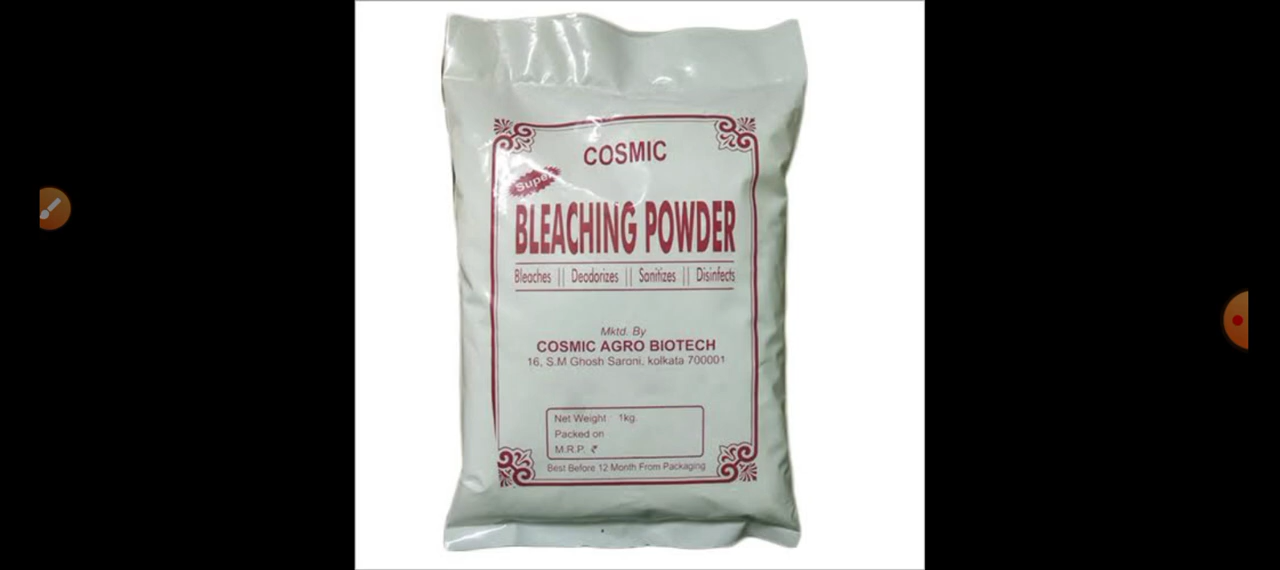 COSMIC
Super
BLEACHING POWDER
Bleaches || Deodorizes || Sanitizes || Disinfects
Mktd. By
COSMIC AGRO BIOTECH
16, S.M Ghosh Sarani, kolkata 700001
Net Weight : 1kg.
Packed on
M.R.P. ₹
Best Before 12 Month From Packaging